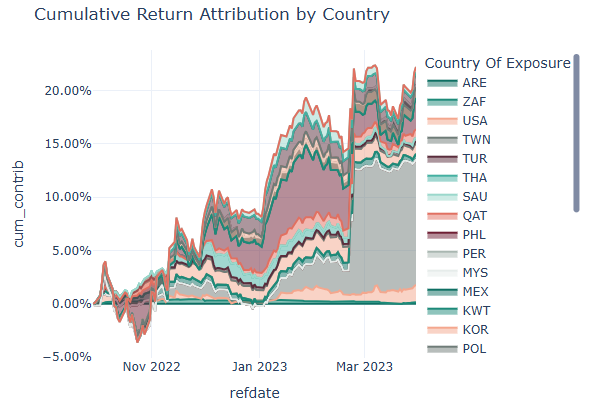 Cumulative Return Attribution by Country
cum_contrib
20.00%
15.00%
10.00%
5.00%
0.00%
−5.00%
Nov 2022
Jan 2023
Mar 2023
refdate
Country Of Exposure
ARE
ZAF
USA
TWN
TUR
THA
SAU
QAT
PHL
PER
MYS
MEX
KWT
KOR
POL